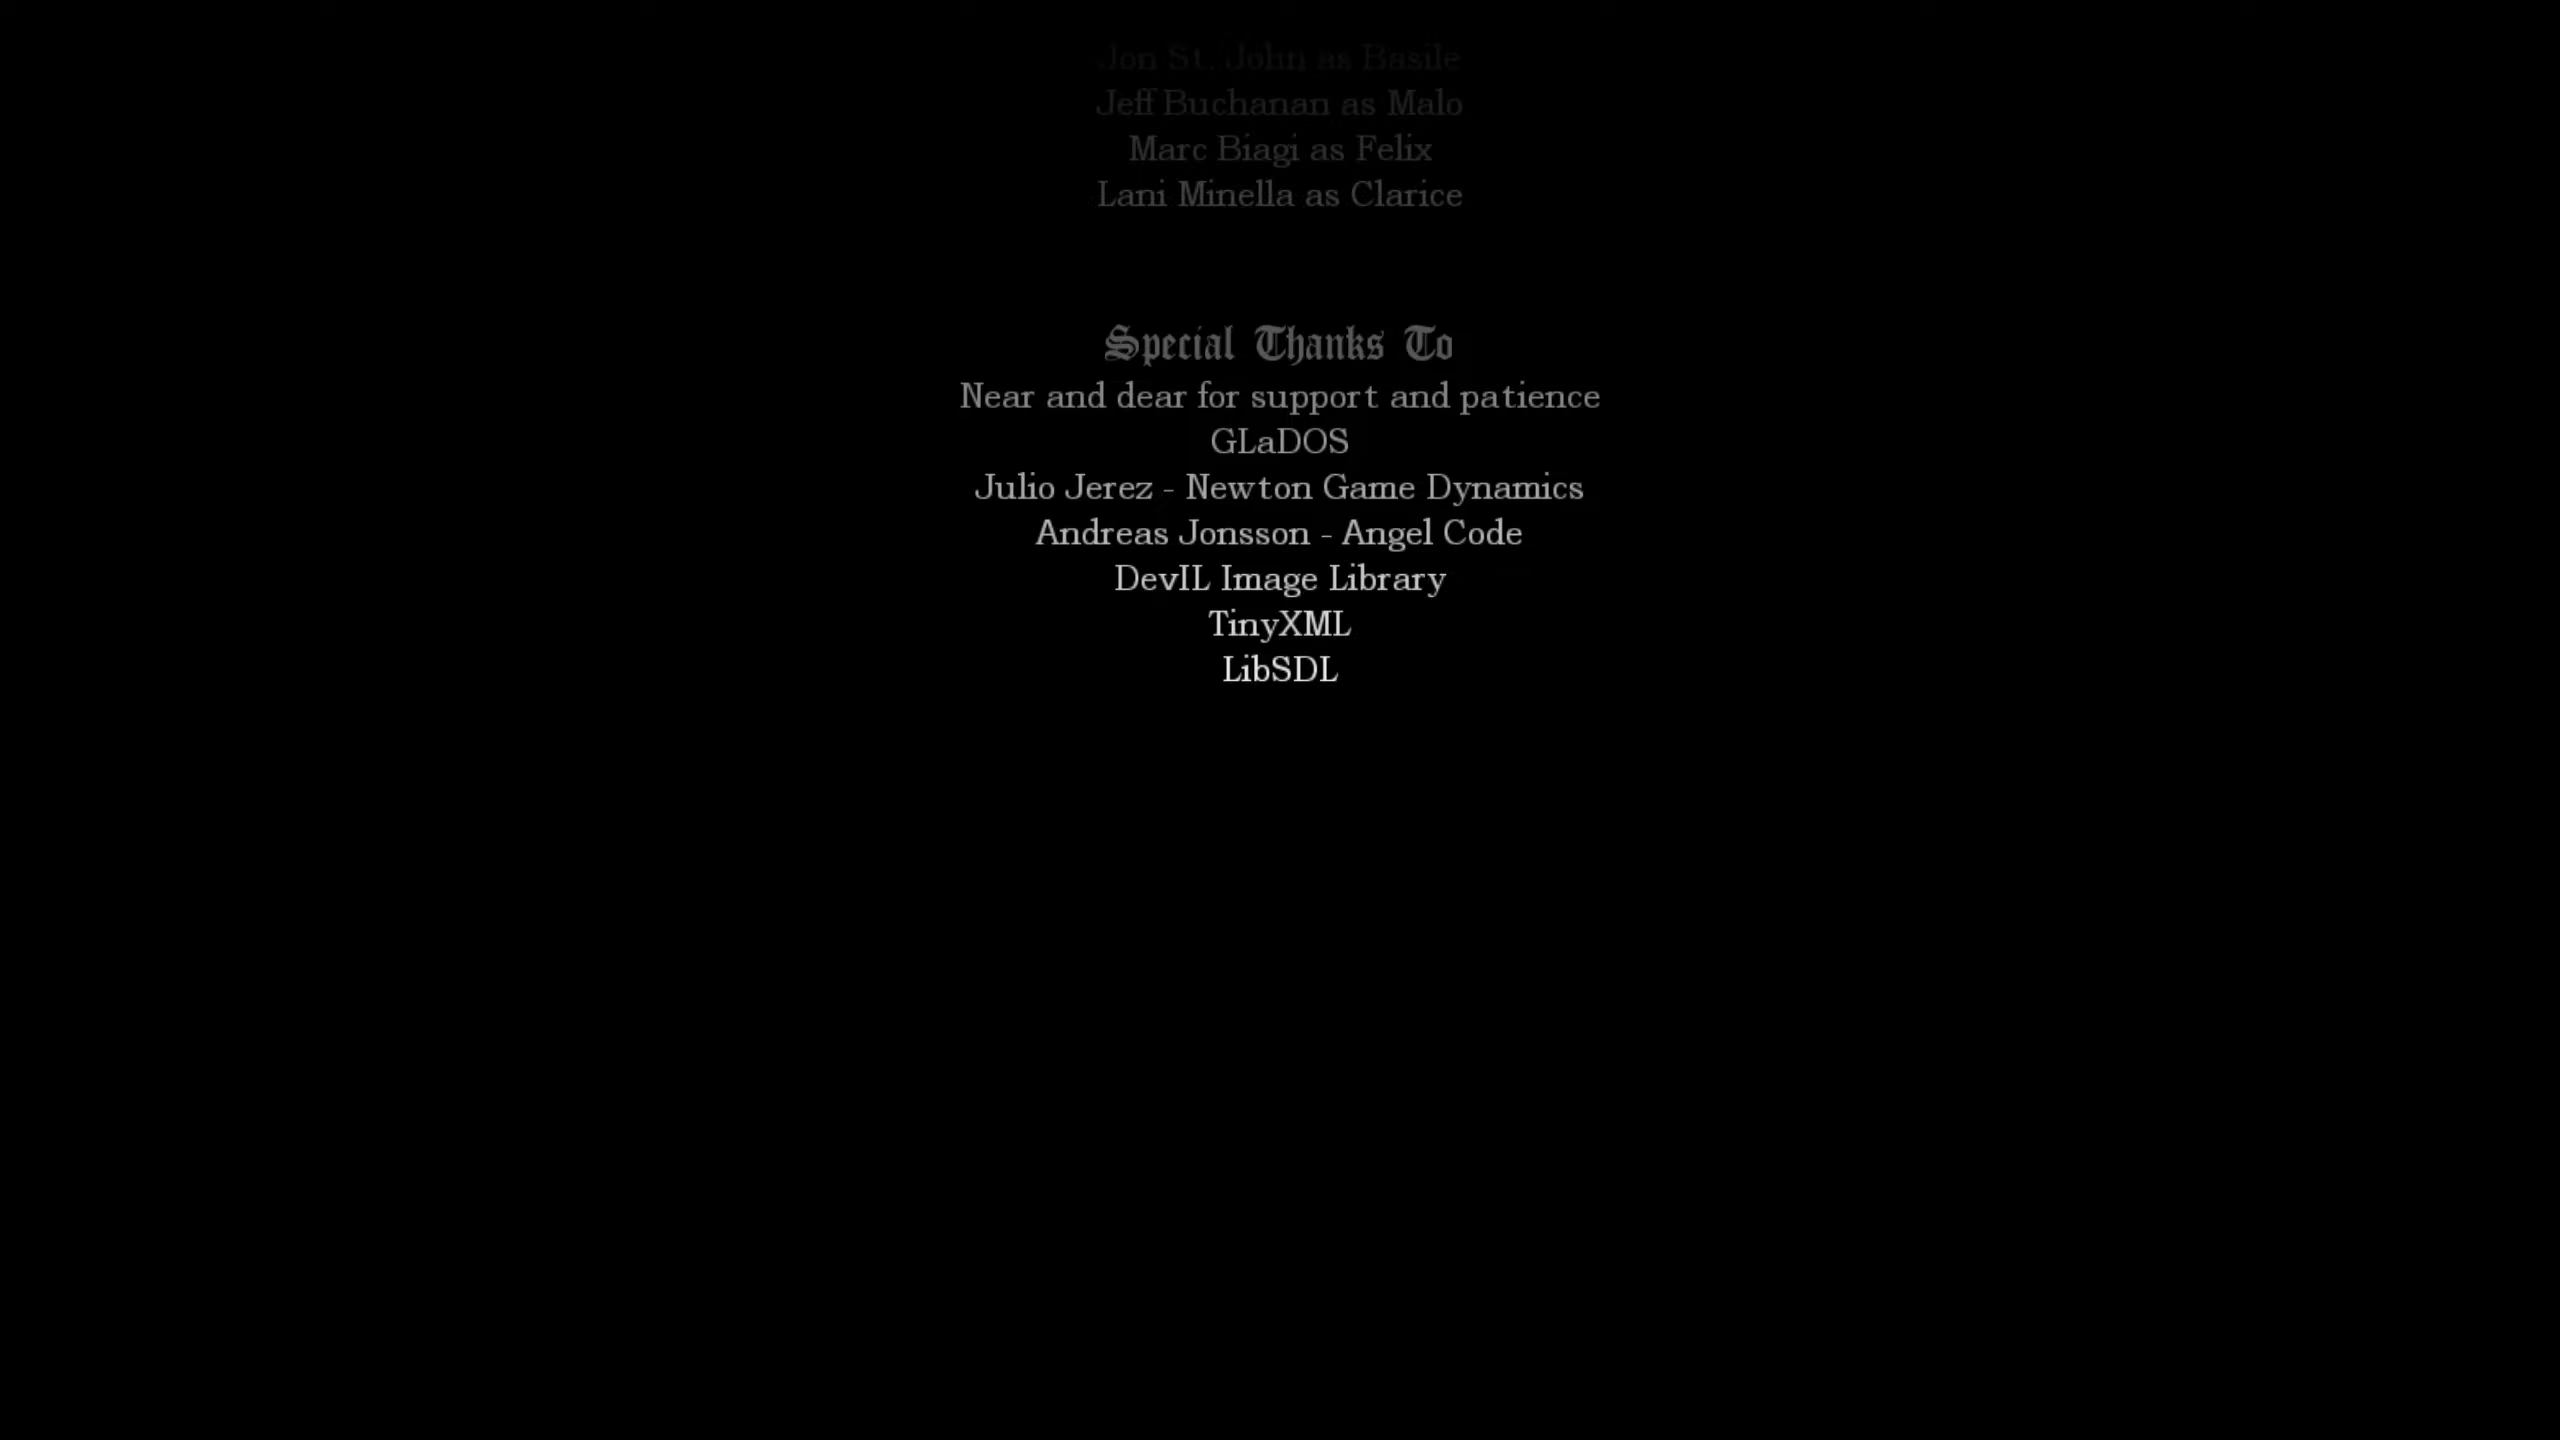 Jon St. John as Basile
Jeff Buchanan as Malo
Marc Biagi as Felix
Lani Minella as Clarice
Special Thanks To
Near and dear for support and patience
GLaDOS
Julio Jerez - Newton Game Dynamics
Andreas Jonsson - Angel Code
DevIL Image Library
TinyXML
LibSDL